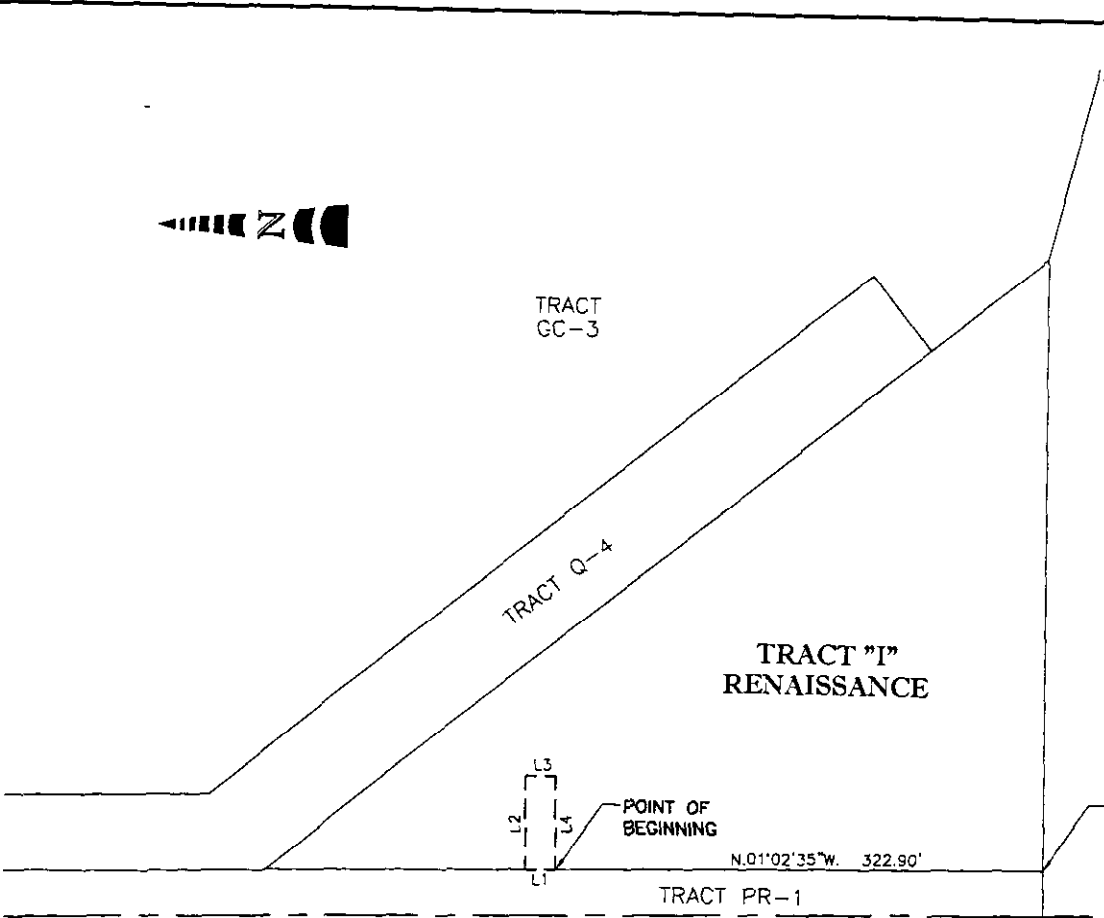 N
TRACT
GC-3
TRACT Q-4
TRACT "I"
RENAISSANCE
L3
L2
L4
POINT OF
BEGINNING
N.01°02'35"W. 322.90'
L1
TRACT PR-1